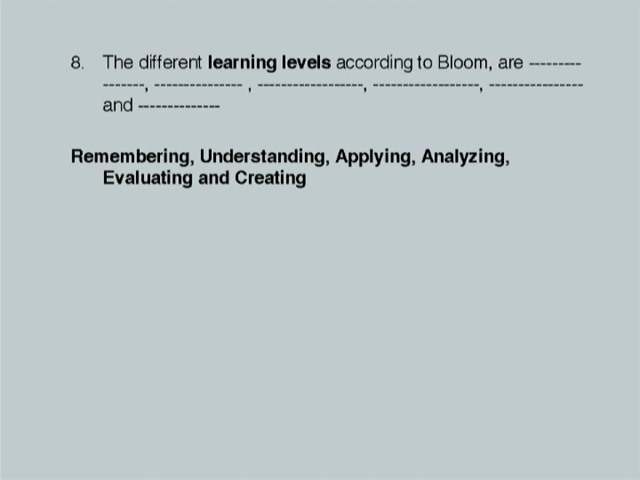 8. The different learning levels according to Bloom, are ---------
-------, --------------- , ------------------, ------------------, ----------------
and --------------
Remembering, Understanding, Applying, Analyzing,
Evaluating and Creating